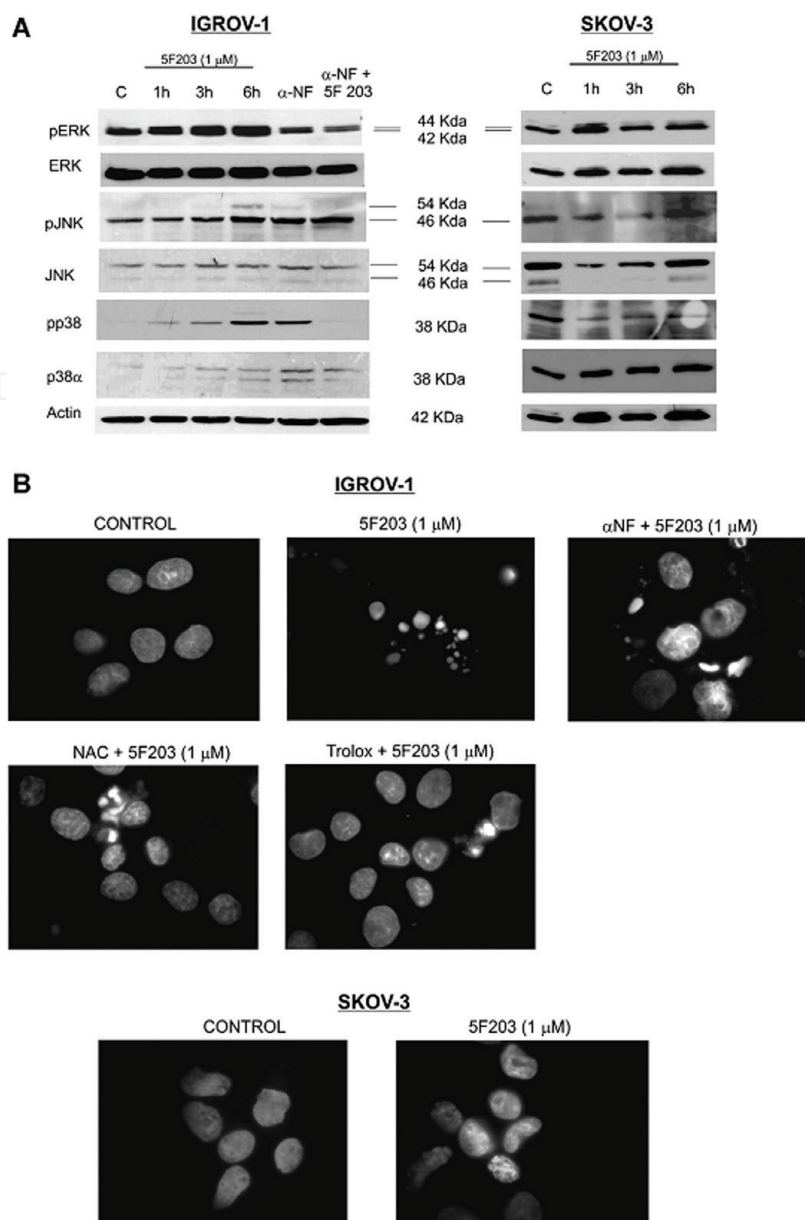 A
IGROV-1
SKOV-3
5F203 (1 μM)
C 1h 3h 6h α-NF α-NF + 5F 203
5F203 (1 μM)
C 1h 3h 6h
pERK
44 Kda
42 Kda
ERK
pJNK
54 Kda
46 Kda
JNK
54 Kda
46 Kda
pp38
38 KDa
p38α
38 KDa
Actin
42 KDa
B
IGROV-1
CONTROL
5F203 (1 μM)
αNF + 5F203 (1 μM)
NAC + 5F203 (1 μM)
Trolox + 5F203 (1 μM)
SKOV-3
CONTROL
5F203 (1 μM)